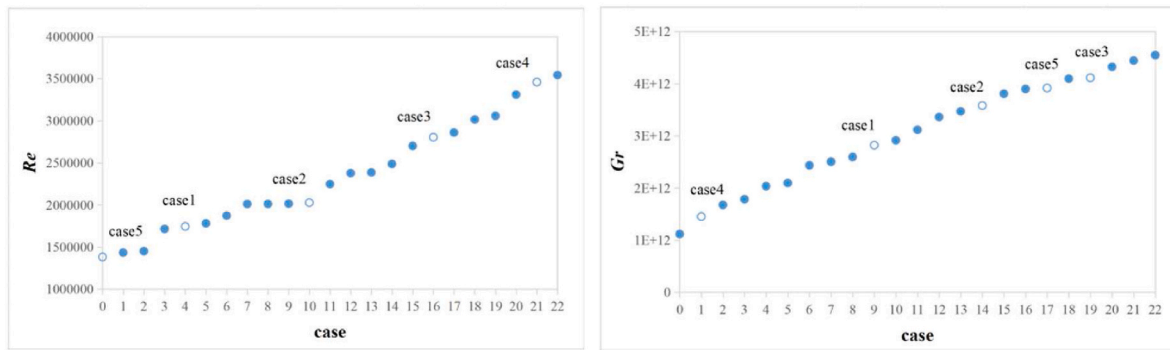 4000000
3500000
3000000
2500000
2000000
1500000
1000000
Re
case5
case1
case2
case3
case4
0 1 2 3 4 5 6 7 8 9 10 11 12 13 14 15 16 17 18 19 20 21 22
case
5E+12
4E+12
3E+12
2E+12
1E+12
0
Gr
case4
case1
case2
case5
case3
0 1 2 3 4 5 6 7 8 9 10 11 12 13 14 15 16 17 18 19 20 21 22
case